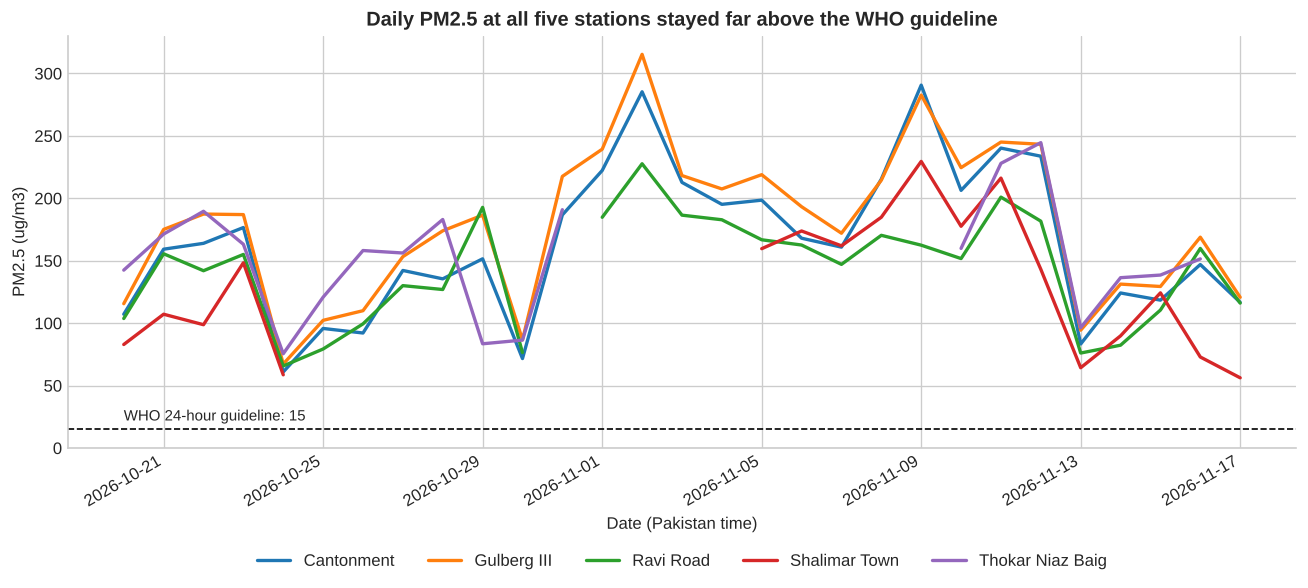 Daily PM2.5 at all five stations stayed far above the WHO guideline
PM2.5 (ug/m3)
300
250
200
150
100
50
0
WHO 24-hour guideline: 15
2026-10-21
2026-10-25
2026-10-29
2026-11-01
2026-11-05
2026-11-09
2026-11-13
2026-11-17
Date (Pakistan time)
Cantonment
Gulberg III
Ravi Road
Shalimar Town
Thokar Niaz Baig